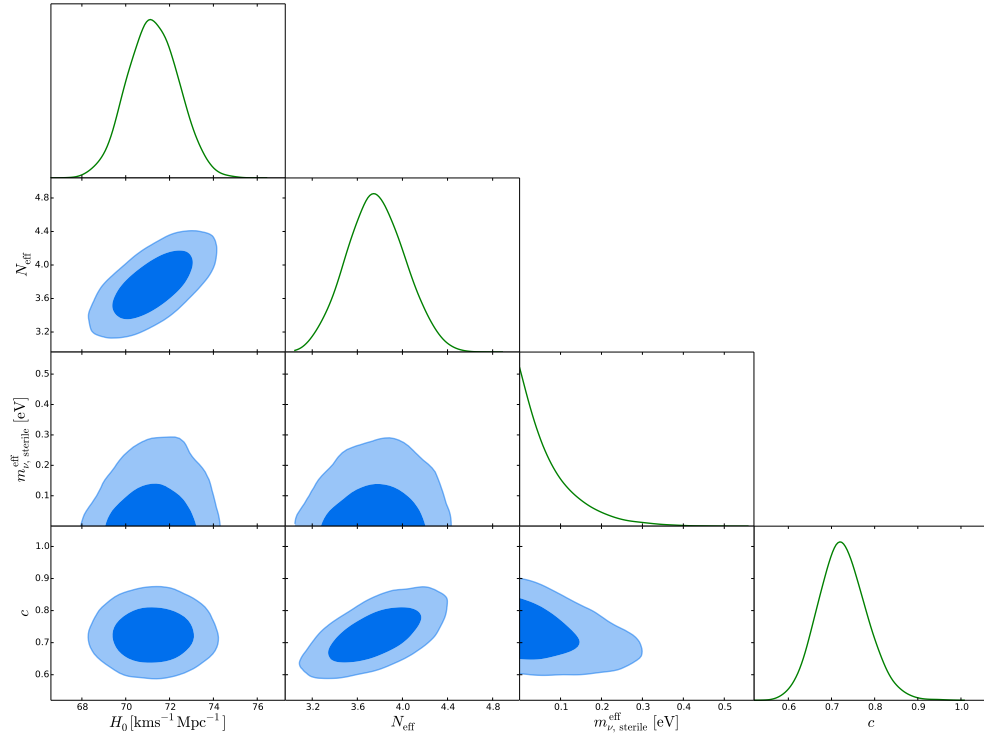 4.8
4.4
4.0
3.6
3.2
N_eff
0.5
0.4
0.3
0.2
0.1
m^eff_ν, sterile [eV]
1.0
0.9
0.8
0.7
0.6
c
68 70 72 74 76
3.2 3.6 4.0 4.4 4.8
0.1 0.2 0.3 0.4 0.5
0.6 0.7 0.8 0.9 1.0
H_0[kms^−1 Mpc^−1]
N_eff
m^eff_ν, sterile [eV]
c